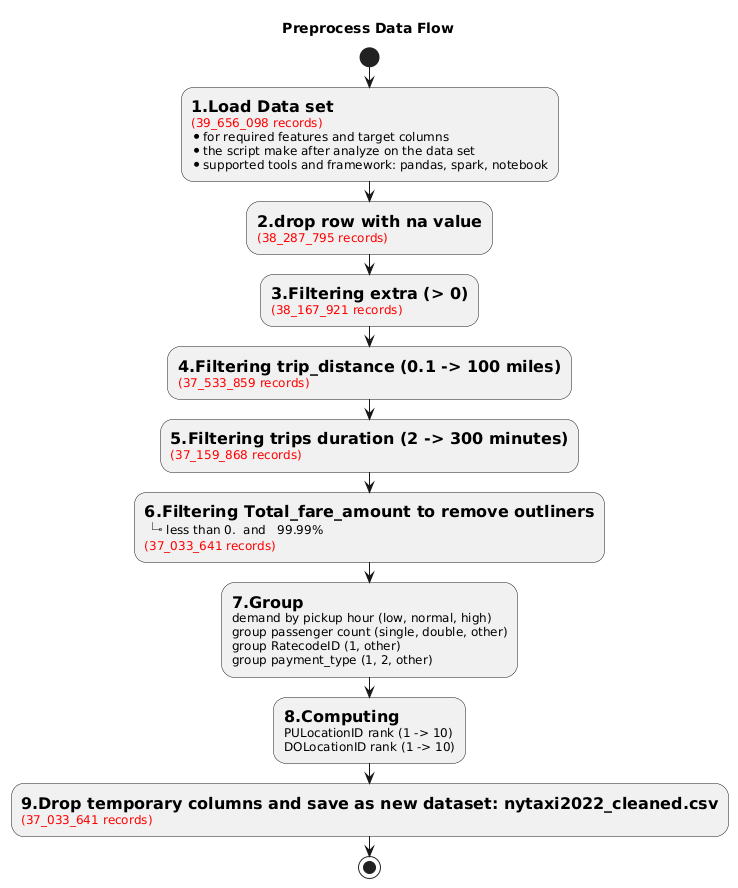 Preprocess Data Flow
1.Load Data set
(39_656_098 records)
• for required features and target columns
• the script make after analyze on the data set
• supported tools and framework: pandas, spark, notebook
2.drop row with na value
(38_287_795 records)
3.Filtering extra (> 0)
(38_167_921 records)
4.Filtering trip_distance (0.1 -> 100 miles)
(37_533_859 records)
5.Filtering trips duration (2 -> 300 minutes)
(37_159_868 records)
6.Filtering Total_fare_amount to remove outliners
less than 0. and 99.99%
(37_033_641 records)
7.Group
demand by pickup hour (low, normal, high)
group passenger count (single, double, other)
group RatecodeID (1, other)
group payment_type (1, 2, other)
8.Computing
PULocationID rank (1 -> 10)
DOLocationID rank (1 -> 10)
9.Drop temporary columns and save as new dataset: nytaxi2022_cleaned.csv
(37_033_641 records)